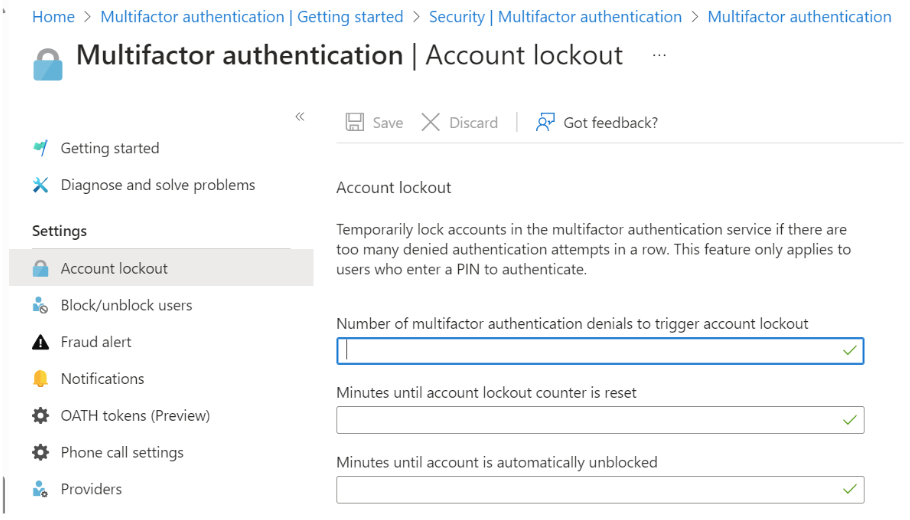 Home > Multifactor authentication | Getting started > Security | Multifactor authentication > Multifactor authentication
Multifactor authentication | Account lockout ...
«
Getting started
Diagnose and solve problems
Settings
Account lockout
Block/unblock users
Fraud alert
Notifications
OATH tokens (Preview)
Phone call settings
Providers
Save Discard | Got feedback?
Account lockout
Temporarily lock accounts in the multifactor authentication service if there are
too many denied authentication attempts in a row. This feature only applies to
users who enter a PIN to authenticate.
Number of multifactor authentication denials to trigger account lockout
Minutes until account lockout counter is reset
Minutes until account is automatically unblocked